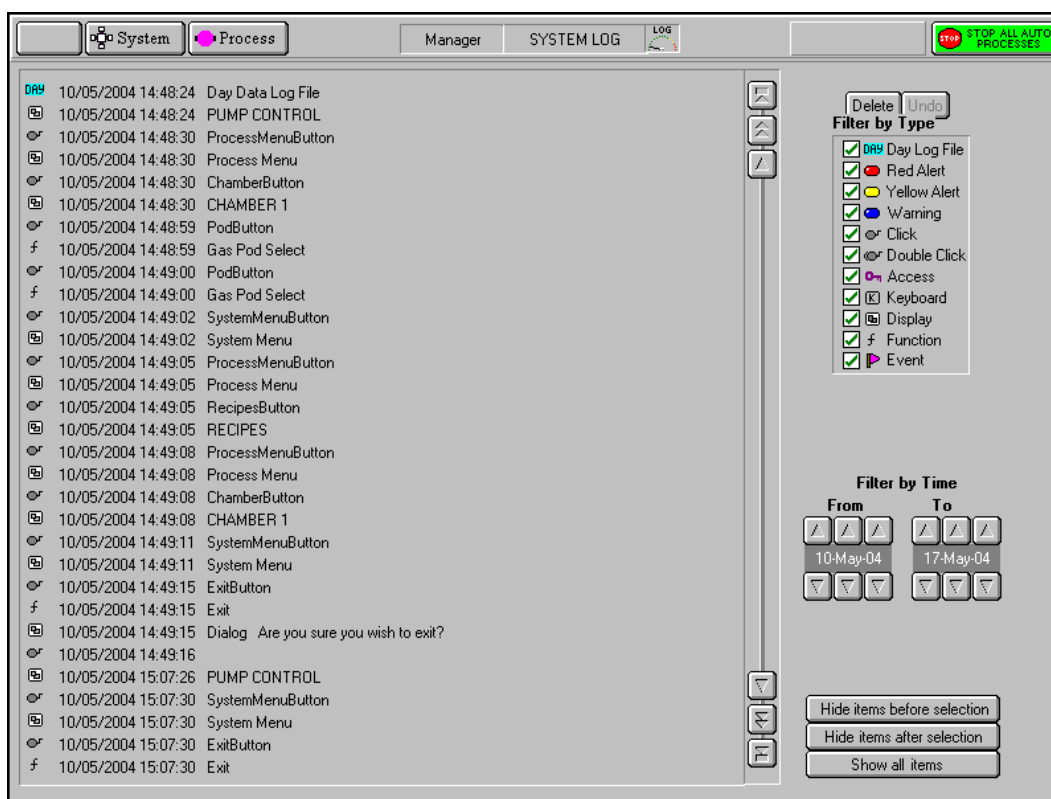 System Process Manager SYSTEM LOG LOG STOP STOP ALL AUTO
PROCESSES
DAY 10/05/2004 14:48:24 Day Data Log File
10/05/2004 14:48:24 PUMP CONTROL
10/05/2004 14:48:30 ProcessMenuButton
10/05/2004 14:48:30 Process Menu
10/05/2004 14:48:30 ChamberButton
10/05/2004 14:48:30 CHAMBER 1
10/05/2004 14:48:59 PodButton
f 10/05/2004 14:48:59 Gas Pod Select
10/05/2004 14:49:00 PodButton
f 10/05/2004 14:49:00 Gas Pod Select
10/05/2004 14:49:02 SystemMenuButton
10/05/2004 14:49:02 System Menu
10/05/2004 14:49:05 ProcessMenuButton
10/05/2004 14:49:05 Process Menu
10/05/2004 14:49:05 RecipesButton
10/05/2004 14:49:05 RECIPES
10/05/2004 14:49:08 ProcessMenuButton
10/05/2004 14:49:08 Process Menu
10/05/2004 14:49:08 ChamberButton
10/05/2004 14:49:08 CHAMBER 1
10/05/2004 14:49:11 SystemMenuButton
10/05/2004 14:49:11 System Menu
10/05/2004 14:49:15 ExitButton
f 10/05/2004 14:49:15 Exit
10/05/2004 14:49:15 Dialog Are you sure you wish to exit?
10/05/2004 14:49:16
10/05/2004 15:07:26 PUMP CONTROL
10/05/2004 15:07:30 SystemMenuButton
10/05/2004 15:07:30 System Menu
10/05/2004 15:07:30 ExitButton
f 10/05/2004 15:07:30 Exit
Delete Undo
Filter by Type
DAY Day Log File
Red Alert
Yellow Alert
Warning
Click
Double Click
Access
K Keyboard
Display
f Function
Event
Filter by Time
From To
10-May-04 17-May-04
Hide items before selection
Hide items after selection
Show all items